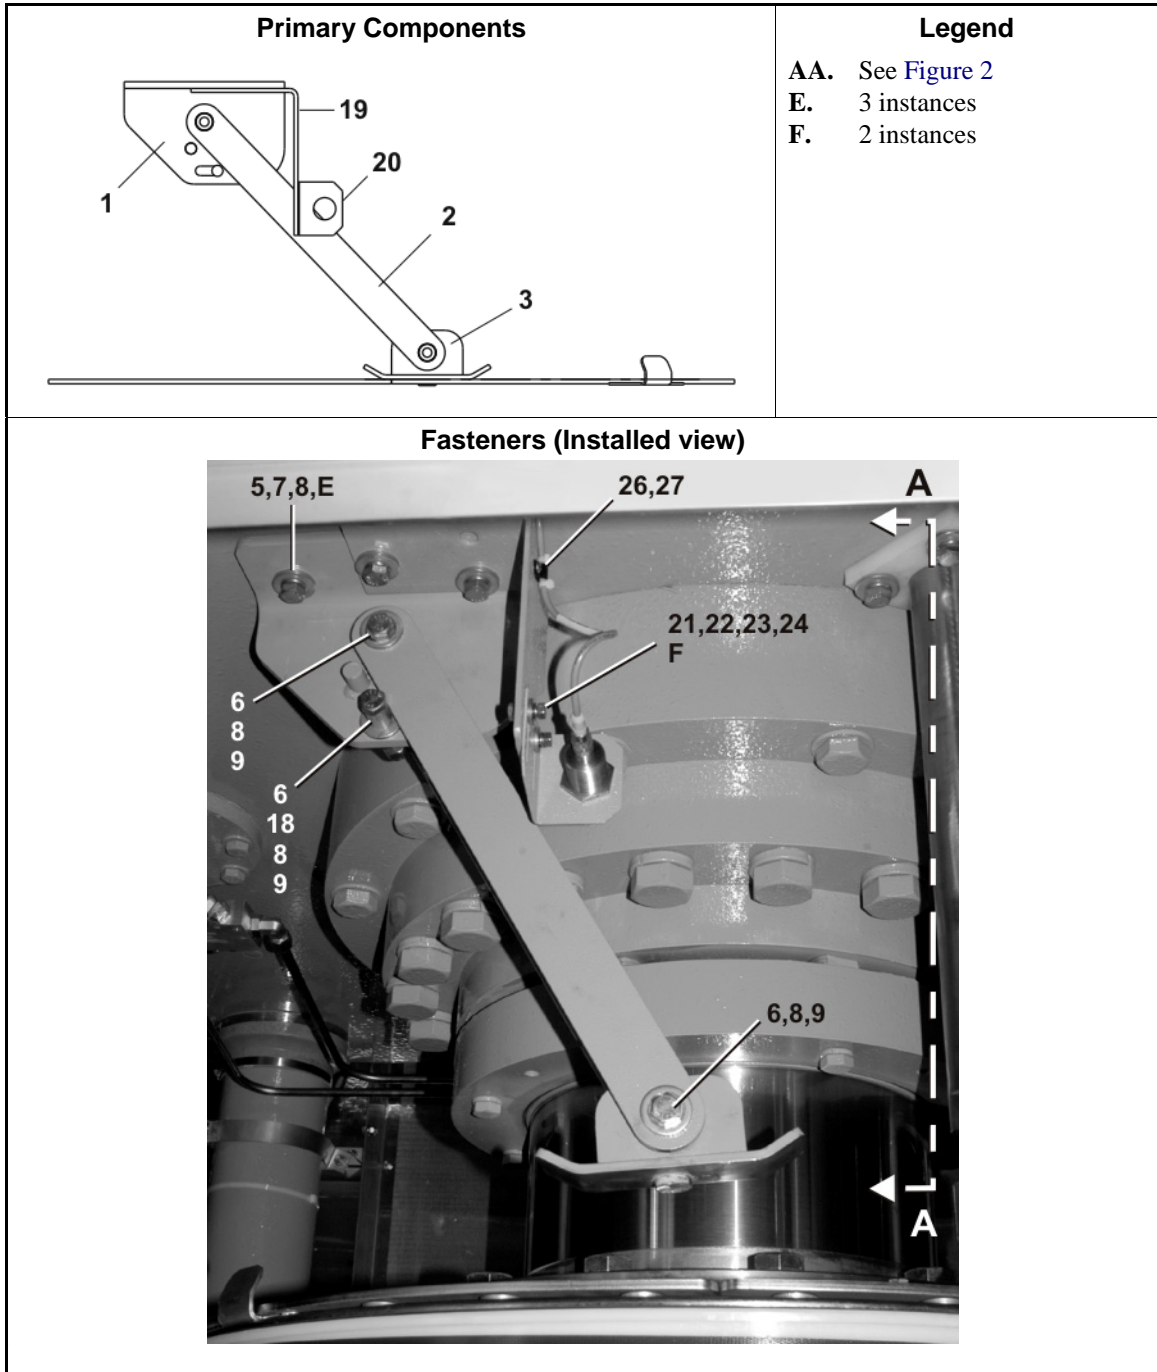 Primary Components
Legend
AA. See Figure 2
E. 3 instances
F. 2 instances
19
20
1
2
3
Fasteners (Installed view)
5,7,8,E
26,27
A
21,22,23,24
F
6
8
9
6
18
8
9
6,8,9
A